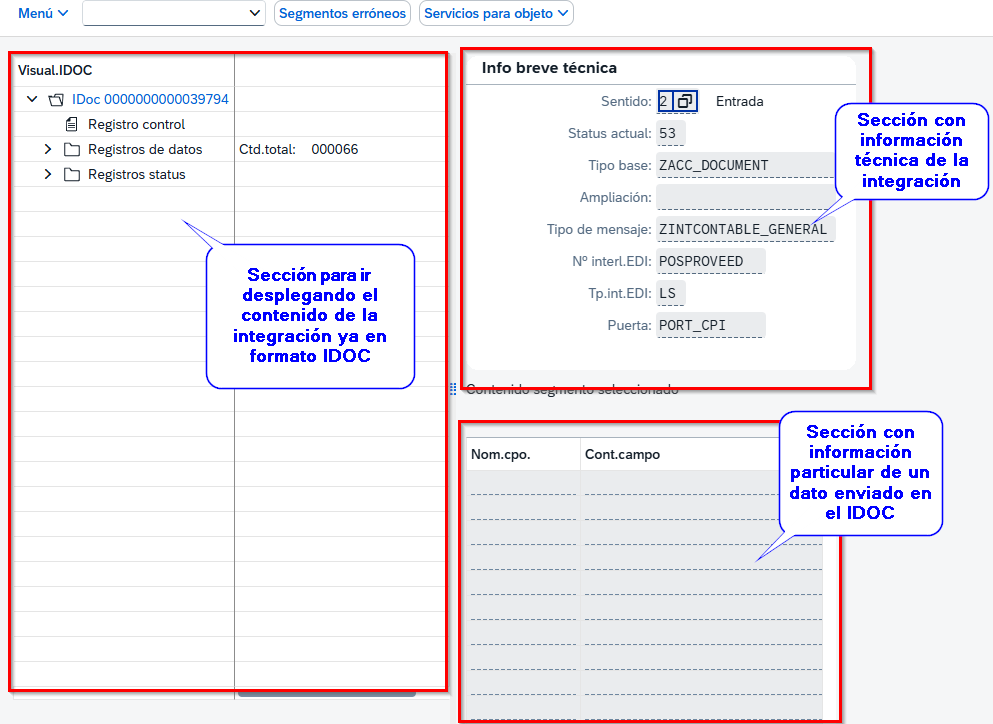 Menú
Segmentos erróneos
Servicios para objeto
Visual.IDOC
IDoc 0000000000039794
Registro control
Registros de datos Ctd.total: 000066
Registros status
Sección para ir
desplegando el
contenido de la
integración ya en
formato IDOC
Info breve técnica
Sentido: 2 Entrada
Status actual: 53
Tipo base: ZACC_DOCUMENT
Ampliación:
Tipo de mensaje: ZINTCONTABLE_GENERAL
Nº interl.EDI: POSPROVEED
Tp.int.EDI: LS
Puerta: PORT_CPI
Sección con
información
técnica de la
integración
Contenido segmento seleccionado
Nom.cpo. Cont.campo
Sección con
información
particular de un
dato enviado en
el IDOC